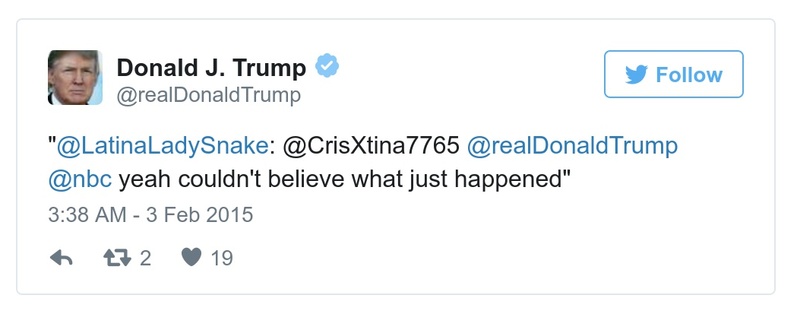 Donald J. Trump
Follow
@realDonaldTrump
"@LatinaLadySnake: @CrisXtina7765 @realDonaldTrump
@nbc yeah couldn't believe what just happened"
3:38 AM - 3 Feb 2015
2 19